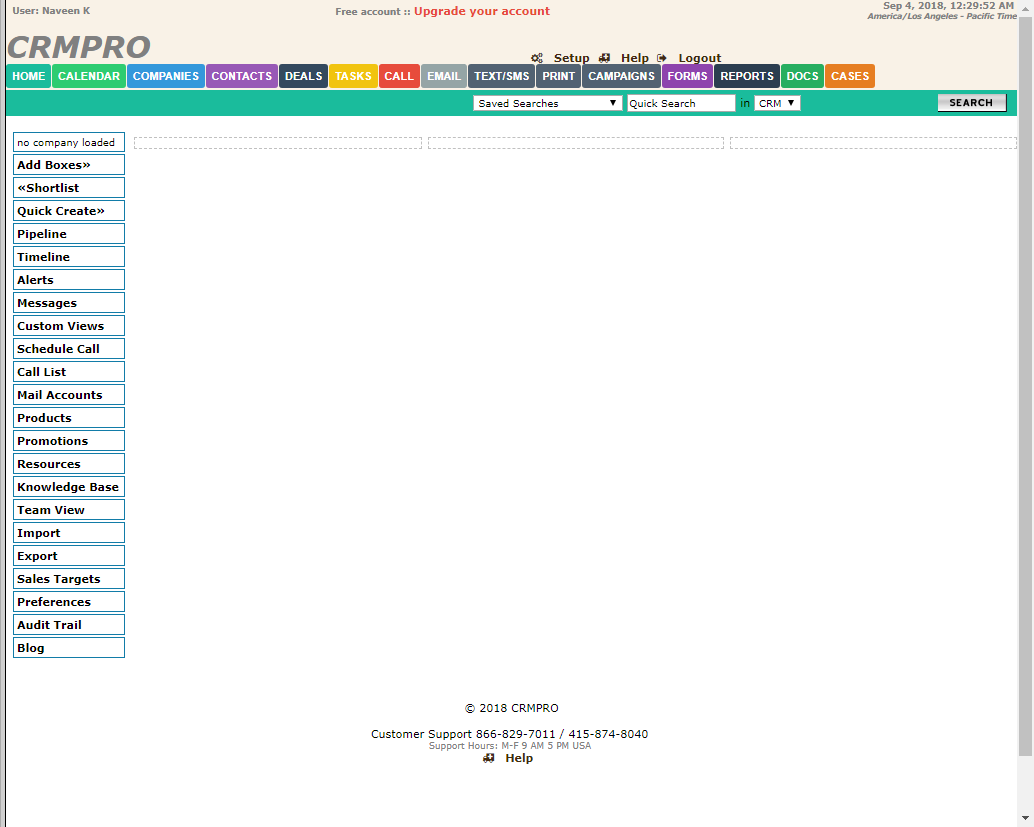 User: Naveen K
Free account :: Upgrade your account
Sep 4, 2018, 12:29:52 AM
America/Los Angeles - Pacific Time
CRMPRO
Setup Help Logout
HOME CALENDAR COMPANIES CONTACTS DEALS TASKS CALL EMAIL TEXT/SMS PRINT CAMPAIGNS FORMS REPORTS DOCS CASES
Saved Searches Quick Search in CRM SEARCH
no company loaded
Add Boxes»
«Shortlist
Quick Create»
Pipeline
Timeline
Alerts
Messages
Custom Views
Schedule Call
Call List
Mail Accounts
Products
Promotions
Resources
Knowledge Base
Team View
Import
Export
Sales Targets
Preferences
Audit Trail
Blog
© 2018 CRMPRO
Customer Support 866-829-7011 / 415-874-8040
Support Hours: M-F 9 AM 5 PM USA
Help